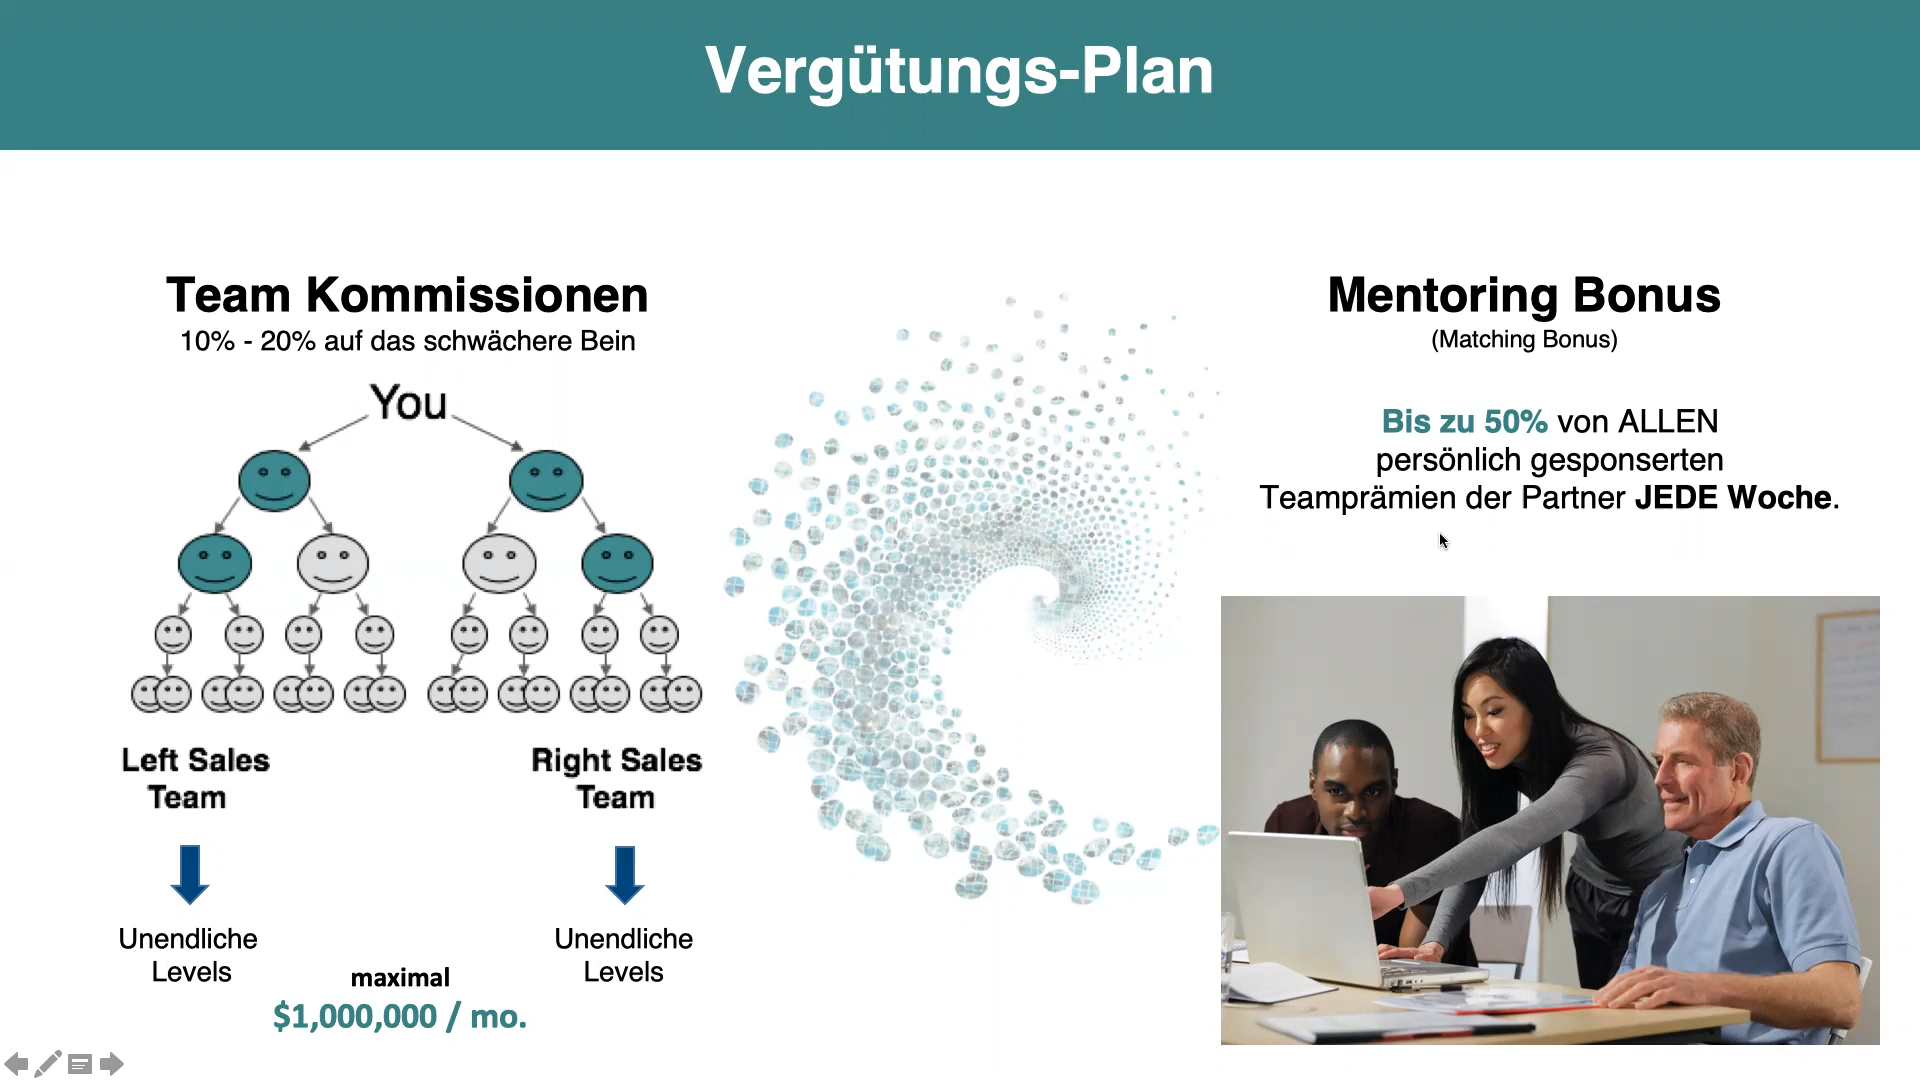 Vergütungs-Plan
Team Kommissionen
10% - 20% auf das schwächere Bein
You
Left Sales
Team
Right Sales
Team
Unendliche
Levels
Unendliche
Levels
maximal
$1,000,000 / mo.
Mentoring Bonus
(Matching Bonus)
Bis zu 50% von ALLEN
persönlich gesponserten
Teamprämien der Partner JEDE Woche.